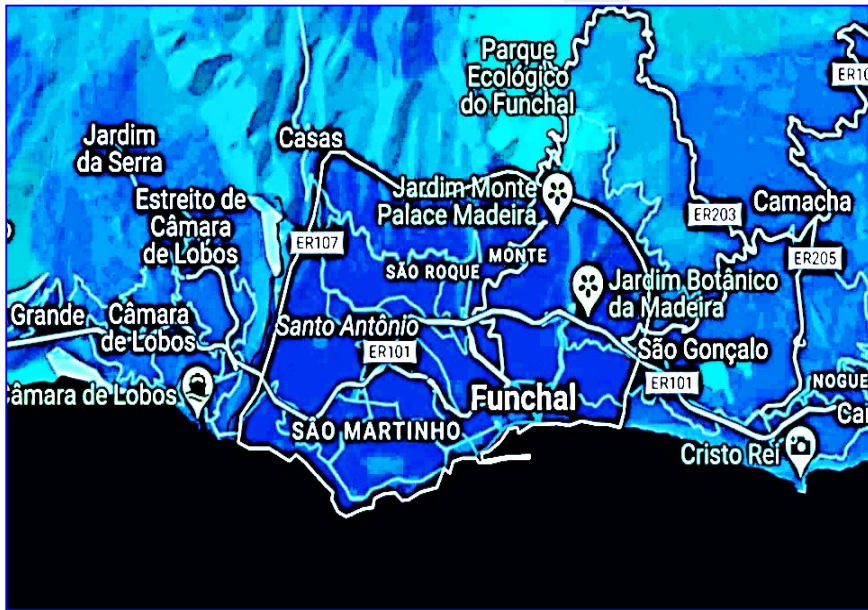 Parque
Ecológico
do Funchal
ER10
Jardim
da Serra
Casas
Estreito de
Câmara
de Lobos
Jardim Monte
Palace Madeira
ER203
Camacha
ER107
MONTE
SÃO ROQUE
ER205
Jardim Botânico
da Madeira
Grande
Câmara
de Lobos
Santo António
São Gonçalo
ER101
ER101
NOGUE
Câmara de Lobos
Funchal
Can
SÃO MARTINHO
Cristo Rei